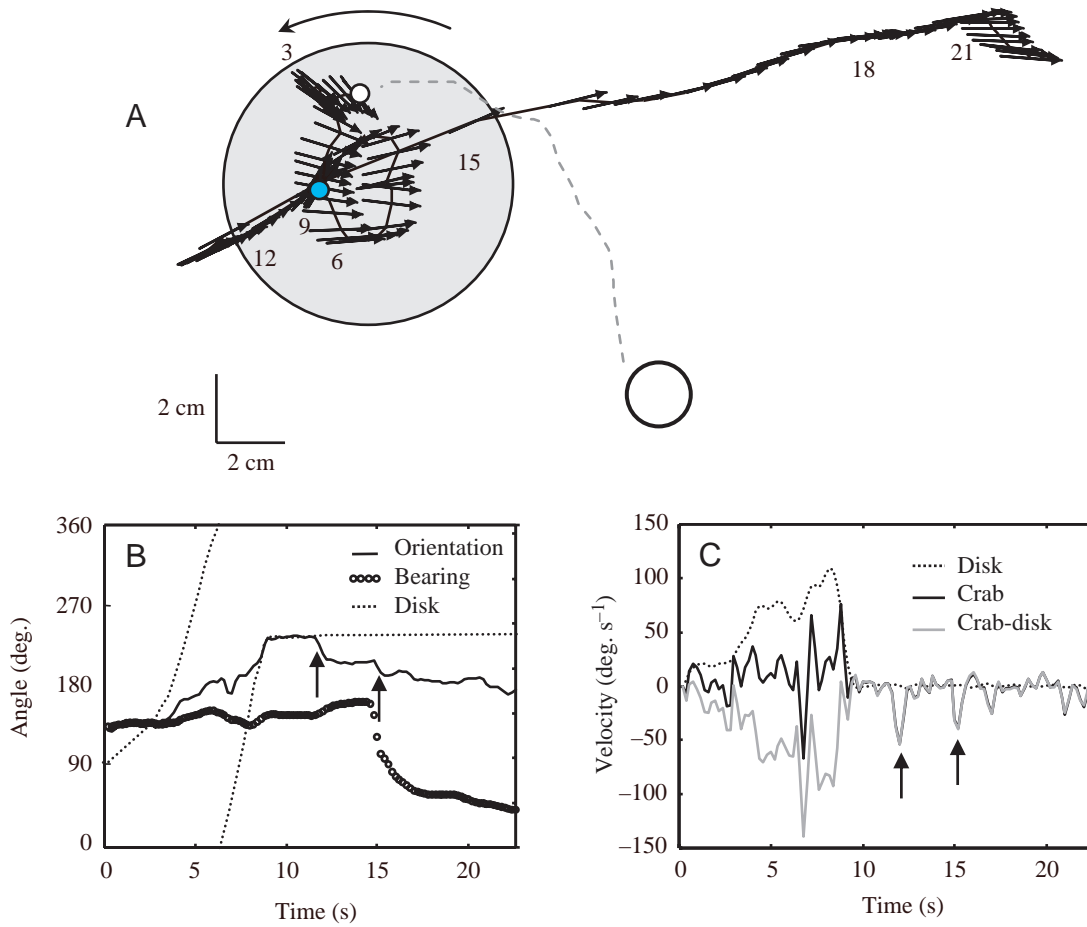 A
3
6
9
12
15
18
21
2 cm
2 cm
B
360
270
180
90
0
Angle (deg.)
Orientation
Bearing
Disk
0
5
10
15
20
Time (s)
C
150
100
50
0
–50
–100
–150
Velocity (deg. s–1)
Disk
Crab
Crab-disk
0
5
10
15
20
Time (s)